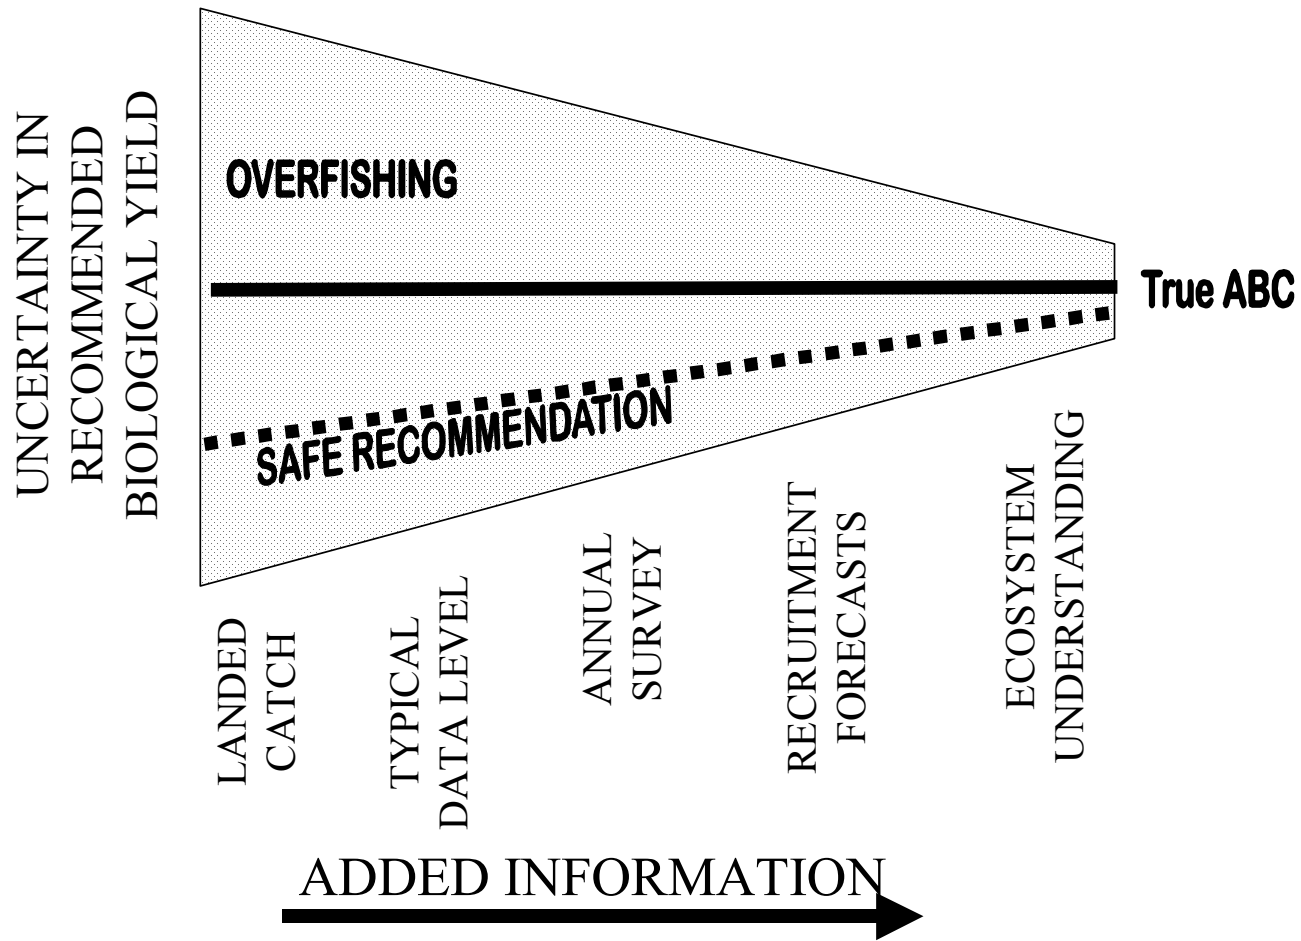 UNCERTAINTY IN
RECOMMENDED
BIOLOGICAL YIELD
OVERFISHING
True ABC
SAFE RECOMMENDATION
LANDED
CATCH
TYPICAL
DATA LEVEL
ANNUAL
SURVEY
RECRUITMENT
FORECASTS
ECOSYSTEM
UNDERSTANDING
ADDED INFORMATION